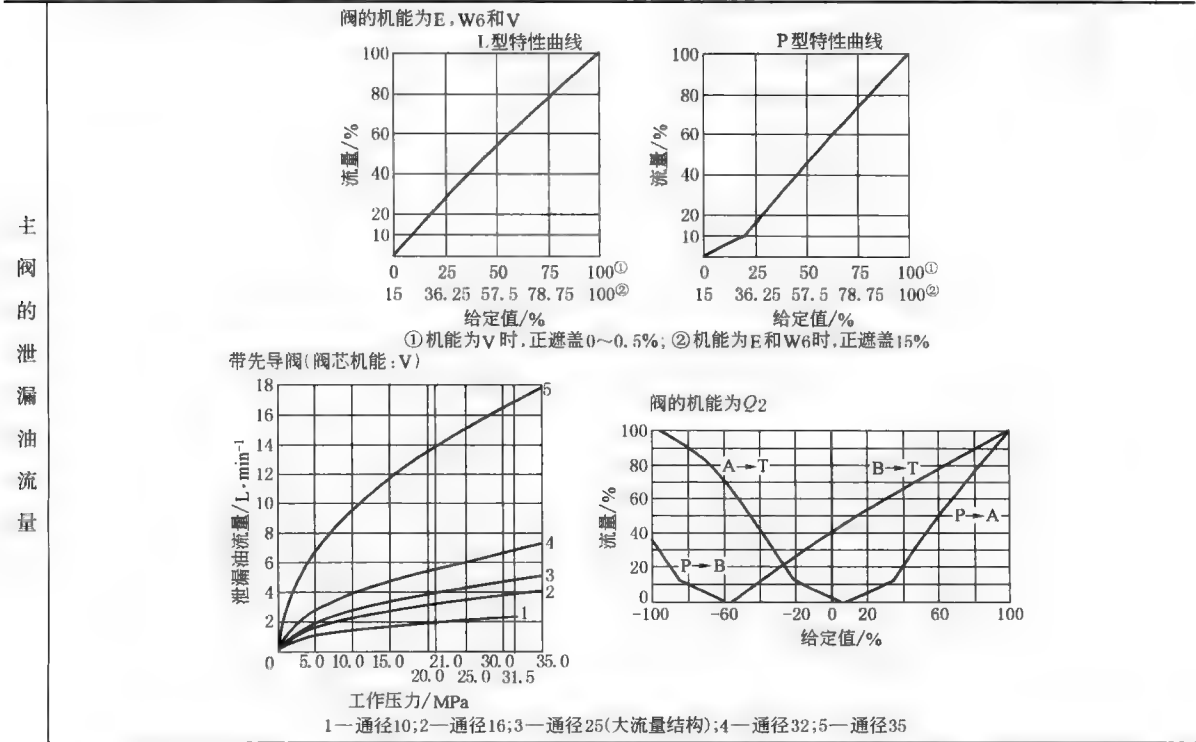 主阀的泄漏油流量
阀的机能为E,W6和V
L型特性曲线
流量/%
100
80
60
40
20
10
0 25 50 75 100①
15 36.25 57.5 78.75 100②
给定值/%
P型特性曲线
流量/%
100
80
60
40
20
10
0 25 50 75 100①
15 36.25 57.5 78.75 100②
给定值/%
①机能为V时,正遮盖0~0.5%;②机能为E和W6时,正遮盖15%
带先导阀(阀芯机能:V)
泄漏油流量/L·min⁻¹
18
16
14
12
10
8
6
4
2
5
4
3
2
1
0 5.0 10.0 15.0 21.0 30.0 35.0
20.0 25.0 31.5
工作压力/MPa
阀的机能为Q2
流量/%
100
80
60
40
20
0
A→T
B→T
P→A
P→B
-100 -60 -20 0 20 60 100
给定值/%
1—通径10;2—通径16;3—通径25(大流量结构);4—通径32;5—通径35